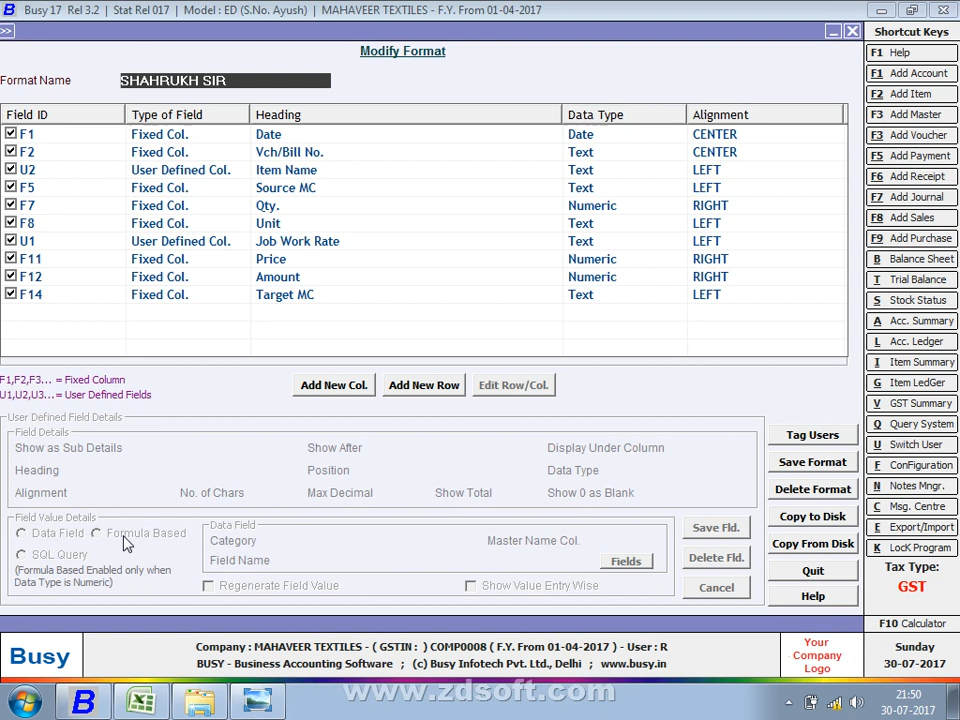 Busy 17 Rel 3.2 | Stat Rel 017 | Model : ED (S.No. Ayush) | MAHAVEER TEXTILES - F.Y. From 01-04-2017
>>
Modify Format
Format Name SHAHRUKH SIR
Field ID Type of Field Heading Data Type Alignment
F1 Fixed Col. Date Date CENTER
F2 Fixed Col. Vch/Bill No. Text CENTER
U2 User Defined Col. Item Name Text LEFT
F5 Fixed Col. Source MC Text LEFT
F7 Fixed Col. Qty. Numeric RIGHT
F8 Fixed Col. Unit Text LEFT
U1 User Defined Col. Job Work Rate Text LEFT
F11 Fixed Col. Price Numeric RIGHT
F12 Fixed Col. Amount Numeric RIGHT
F14 Fixed Col. Target MC Text LEFT
F1,F2,F3... = Fixed Column
U1,U2,U3... = User Defined Fields
Add New Col. Add New Row Edit Row/Col.
User Defined Field Details
Field Details
Show as Sub Details Show After Display Under Column
Heading Position Data Type
Alignment No. of Chars Max Decimal Show Total Show 0 as Blank
Field Value Details
Data Field Formula Based
SQL Query
(Formula Based Enabled only when
Data Type is Numeric)
Data Field
Category Master Name Col.
Field Name Fields
Regenerate Field Value Show Value Entry Wise
Save Fld.
Delete Fld.
Cancel
Tag Users
Save Format
Delete Format
Copy to Disk
Copy From Disk
Quit
Help
Shortcut Keys
F1 Help
F1 Add Account
F2 Add Item
F3 Add Master
F3 Add Voucher
F5 Add Payment
F6 Add Receipt
F7 Add Journal
F8 Add Sales
F9 Add Purchase
B Balance Sheet
T Trial Balance
S Stock Status
A Acc. Summary
L Acc. Ledger
I Item Summary
G Item LedGer
V GST Summary
Q Query System
U Switch User
F ConFiguration
N Notes Mngr.
C Msg. Centre
E Export/Import
K LocK Program
Tax Type:
GST
F10 Calculator
Sunday
30-07-2017
Busy
Company : MAHAVEER TEXTILES - ( GSTIN : ) COMP0008 ( F.Y. From 01-04-2017 ) - User : R
BUSY - Business Accounting Software ; (c) Busy Infotech Pvt. Ltd., Delhi ; www.busy.in
Your
Company
Logo
www.zdsoft.com
21:50
30-07-2017